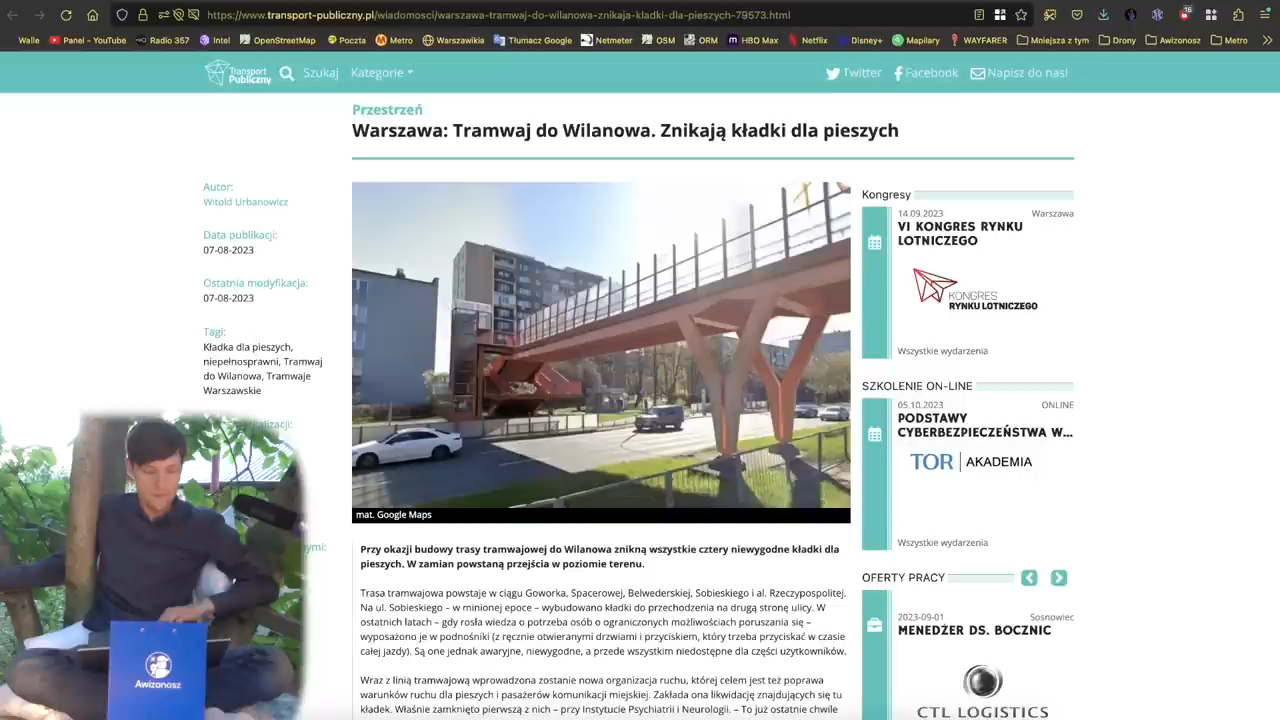 https://www.transport-publiczny.pl/wiadomosci/warszawa-tramwaj-do-wilanowa-znikaja-kladki-dla-pieszych-79573.html
Walle Panel – YouTube Radio 357 Intel OpenStreetMap Poczta Metro Warszawikia Tłumacz Google Netmeter OSM ORM HBO Max Netflix Disney+ Mapilary WAYFARER Mniejsza z tym Drony Awizonosz Metro
Transport Publiczny Szukaj Kategorie Twitter Facebook Napisz do nas!
Przestrzeń
Warszawa: Tramwaj do Wilanowa. Znikają kładki dla pieszych
Autor:
Witold Urbanowicz
Data publikacji:
07-08-2023
Ostatnia modyfikacja:
07-08-2023
Tagi:
Kładka dla pieszych,
niepełnosprawni, Tramwaj
do Wilanowa, Tramwaje
Warszawskie
mat. Google Maps
Przy okazji budowy trasy tramwajowej do Wilanowa znikną wszystkie cztery niewygodne kładki dla
pieszych. W zamian powstaną przejścia w poziomie terenu.
Trasa tramwajowa powstaje w ciągu Goworka, Spacerowej, Belwederskiej, Sobieskiego i al. Rzeczypospolitej.
Na ul. Sobieskiego – w minionej epoce – wybudowano kładki do przechodzenia na drugą stronę ulicy. W
ostatnich latach – gdy rosła wiedza o potrzeba osób o ograniczonych możliwościach poruszania się –
wyposażono je w podnośniki (z ręcznie otwieranymi drzwiami i przyciskiem, który trzeba przyciskać w czasie
całej jazdy). Są one jednak awaryjne, niewygodne, a przede wszystkim niedostępne dla części użytkowników.
Wraz z linią tramwajową wprowadzona zostanie nowa organizacja ruchu, której celem jest też poprawa
warunków ruchu dla pieszych i pasażerów komunikacji miejskiej. Zakłada ona likwidację znajdujących się tu
kładek. Właśnie zamknięto pierwszą z nich – przy Instytucie Psychiatrii i Neurologii. – To już ostatnie chwile
Kongresy
14.09.2023 Warszawa
VI KONGRES RYNKU
LOTNICZEGO
KONGRES
RYNKU LOTNICZEGO
Wszystkie wydarzenia
SZKOLENIE ON-LINE
05.10.2023 ONLINE
PODSTAWY
CYBERBEZPIECZEŃSTWA W...
TOR AKADEMIA
Wszystkie wydarzenia
OFERTY PRACY
2023-09-01 Sosnowiec
MENEDŻER DS. BOCZNIC
CTL LOGISTICS
Awizonosz